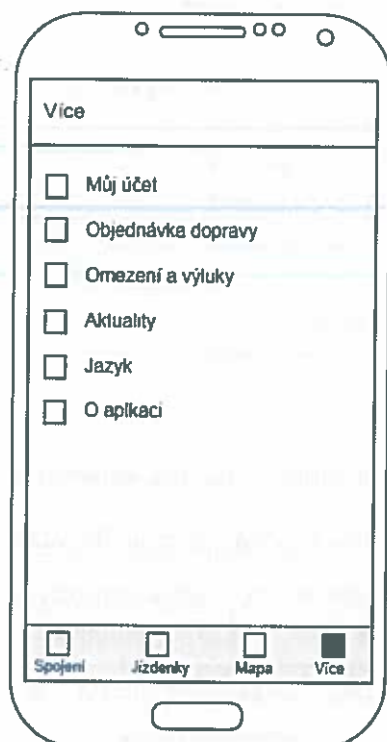 Více
Můj účet
Objednávka dopravy
Omezení a výluky
Aktuality
Jazyk
O aplikaci
Spojení Jízdenky Mapa Více